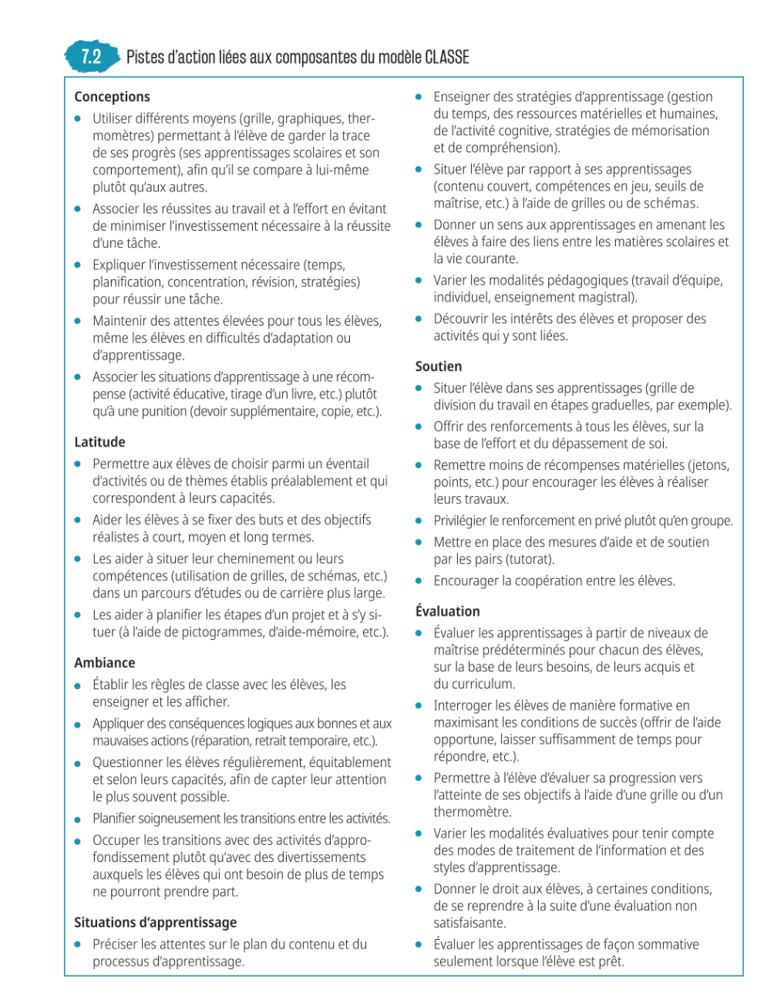 7.2 Pistes d’action liées aux composantes du modèle CLASSE
Conceptions
• Utiliser différents moyens (grille, graphiques, ther-
momètres) permettant à l’élève de garder la trace
de ses progrès (ses apprentissages scolaires et son
comportement), afin qu’il se compare à lui-même
plutôt qu’aux autres.
• Associer les réussites au travail et à l’effort en évitant
de minimiser l’investissement nécessaire à la réussite
d’une tâche.
• Expliquer l’investissement nécessaire (temps,
planification, concentration, révision, stratégies)
pour réussir une tâche.
• Maintenir des attentes élevées pour tous les élèves,
même les élèves en difficultés d’adaptation ou
d’apprentissage.
• Associer les situations d’apprentissage à une récom-
pense (activité éducative, tirage d’un livre, etc.) plutôt
qu’à une punition (devoir supplémentaire, copie, etc.).
Latitude
• Permettre aux élèves de choisir parmi un éventail
d’activités ou de thèmes établis préalablement et qui
correspondent à leurs capacités.
• Aider les élèves à se fixer des buts et des objectifs
réalistes à court, moyen et long termes.
• Les aider à situer leur cheminement ou leurs
compétences (utilisation de grilles, de schémas, etc.)
dans un parcours d’études ou de carrière plus large.
• Les aider à planifier les étapes d’un projet et à s’y si-
tuer (à l’aide de pictogrammes, d’aide-mémoire, etc.).
Ambiance
• Établir les règles de classe avec les élèves, les
enseigner et les afficher.
• Appliquer des conséquences logiques aux bonnes et aux
mauvaises actions (réparation, retrait temporaire, etc.).
• Questionner les élèves régulièrement, équitablement
et selon leurs capacités, afin de capter leur attention
le plus souvent possible.
• Planifier soigneusement les transitions entre les activités.
• Occuper les transitions avec des activités d’appro-
fondissement plutôt qu’avec des divertissements
auxquels les élèves qui ont besoin de plus de temps
ne pourront prendre part.
Situations d’apprentissage
• Préciser les attentes sur le plan du contenu et du
processus d’apprentissage.
• Enseigner des stratégies d’apprentissage (gestion
du temps, des ressources matérielles et humaines,
de l’activité cognitive, stratégies de mémorisation
et de compréhension).
• Situer l’élève par rapport à ses apprentissages
(contenu couvert, compétences en jeu, seuils de
maîtrise, etc.) à l’aide de grilles ou de schémas.
• Donner un sens aux apprentissages en amenant les
élèves à faire des liens entre les matières scolaires et
la vie courante.
• Varier les modalités pédagogiques (travail d’équipe,
individuel, enseignement magistral).
• Découvrir les intérêts des élèves et proposer des
activités qui y sont liées.
Soutien
• Situer l’élève dans ses apprentissages (grille de
division du travail en étapes graduelles, par exemple).
• Offrir des renforcements à tous les élèves, sur la
base de l’effort et du dépassement de soi.
• Remettre moins de récompenses matérielles (jetons,
points, etc.) pour encourager les élèves à réaliser
leurs travaux.
• Privilégier le renforcement en privé plutôt qu’en groupe.
• Mettre en place des mesures d’aide et de soutien
par les pairs (tutorat).
• Encourager la coopération entre les élèves.
Évaluation
• Évaluer les apprentissages à partir de niveaux de
maîtrise prédéterminés pour chacun des élèves,
sur la base de leurs besoins, de leurs acquis et
du curriculum.
• Interroger les élèves de manière formative en
maximisant les conditions de succès (offrir de l’aide
opportune, laisser suffisamment de temps pour
répondre, etc.).
• Permettre à l’élève d’évaluer sa progression vers
l’atteinte de ses objectifs à l’aide d’une grille ou d’un
thermomètre.
• Varier les modalités évaluatives pour tenir compte
des modes de traitement de l’information et des
styles d’apprentissage.
• Donner le droit aux élèves, à certaines conditions,
de se reprendre à la suite d’une évaluation non
satisfaisante.
• Évaluer les apprentissages de façon sommative
seulement lorsque l’élève est prêt.